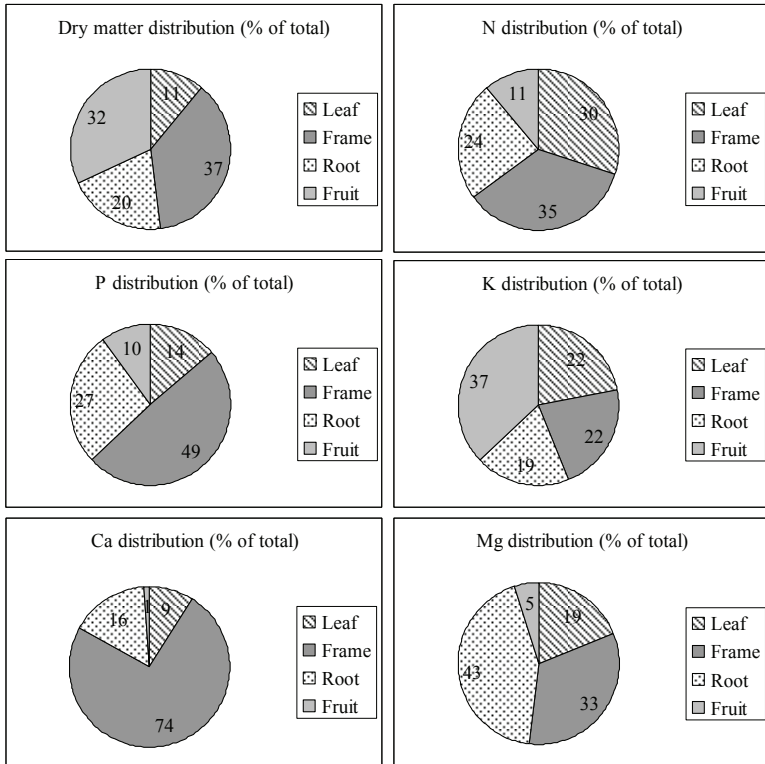 Dry matter distribution (% of total)
11
37
20
32
Leaf
Frame
Root
Fruit
N distribution (% of total)
30
35
24
11
Leaf
Frame
Root
Fruit
P distribution (% of total)
14
49
27
10
Leaf
Frame
Root
Fruit
K distribution (% of total)
22
22
19
37
Leaf
Frame
Root
Fruit
Ca distribution (% of total)
9
74
16
1
Leaf
Frame
Root
Fruit
Mg distribution (% of total)
19
33
43
5
Leaf
Frame
Root
Fruit